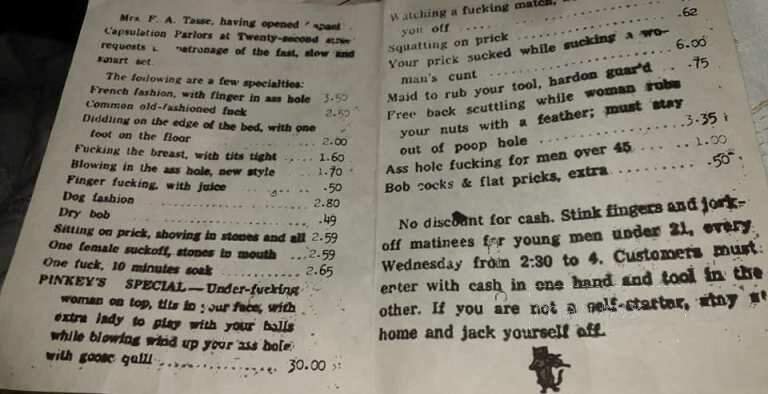 Mrs. F. A. Tasse, having opened
Capsulation Parlors at Twenty-second
requests patronage of the fast, slow and
smart set.
The following are a few specialties:
French fashion, with finger in ass hole 3.50
Common old-fashioned fuck 2.50
Diddling on the edge of the bed, with one
foot on the floor 2.00
Fucking the breast, with tits tight .... 1.60
Blowing in the ass hole, new style 1.70
Finger fucking, with juice .50
Dog fashion ................ 2.80
Dry bob ................ .49
Sitting on prick, shoving in stones and all 2.59
One female suckoff, stones in mouth ... 2.59
One fuck, 10 minutes soak ............. 2.65
PINKEY'S SPECIAL—Under-fucking
woman on top, tits in your face, with
extra lady to play with your balls
while blowing wind up your ass hole
with goose quill .................... 30.00
Watching a fucking match,
you off ................
Squatting on prick ................ .62
Your prick sucked while sucking a wo-
man's cunt ................ 6.00
Maid to rub your tool, hardon guar'd .. .75
Free back scuttling while woman rubs
your nuts with a feather; must stay
out of poop hole ................ 3.35
Ass hole fucking for men over 45 .... 1.00
Bob cocks & flat pricks, extra .......... .50
No discount for cash. Stink fingers and jork-
off matinees for young men under 21, every
Wednesday from 2:30 to 4. Customers must
enter with cash in one hand and tool in the
other. If you are not a self-starter, stay at
home and jack yourself off.